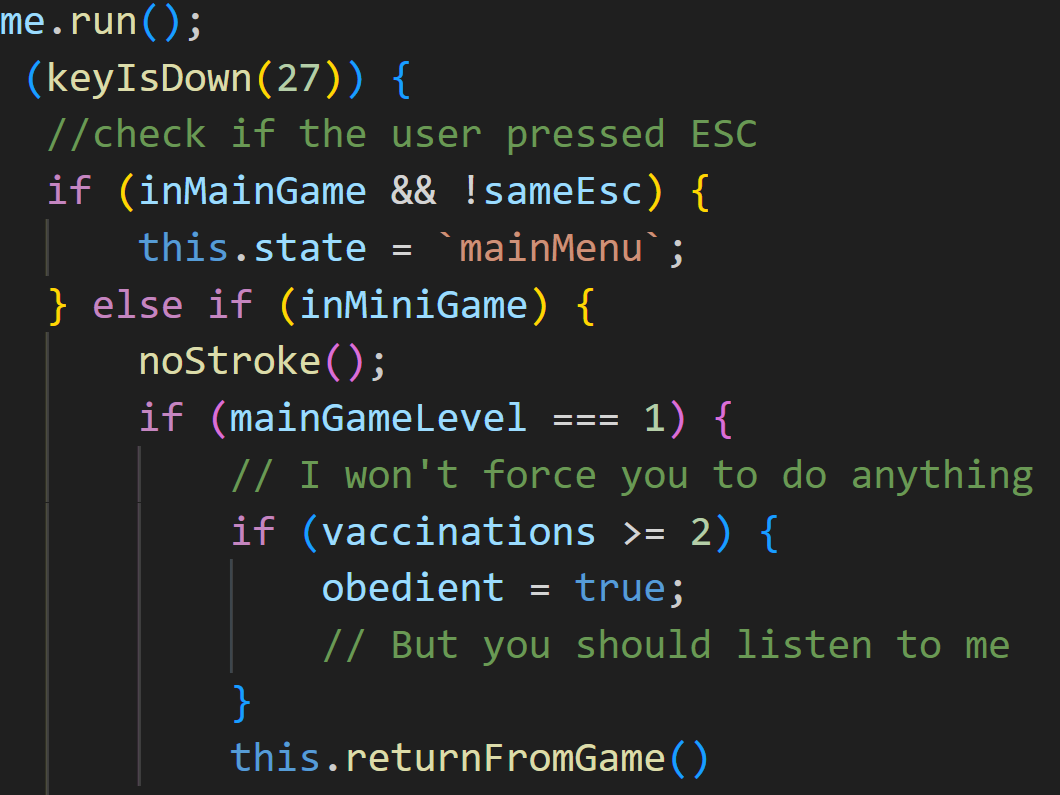 me.run();
(keyIsDown(27)) {
//check if the user pressed ESC
if (inMainGame && !sameEsc) {
this.state = `mainMenu`;
} else if (inMiniGame) {
noStroke();
if (mainGameLevel === 1) {
// I won't force you to do anything
if (vaccinations >= 2) {
obedient = true;
// But you should listen to me
}
this.returnFromGame()